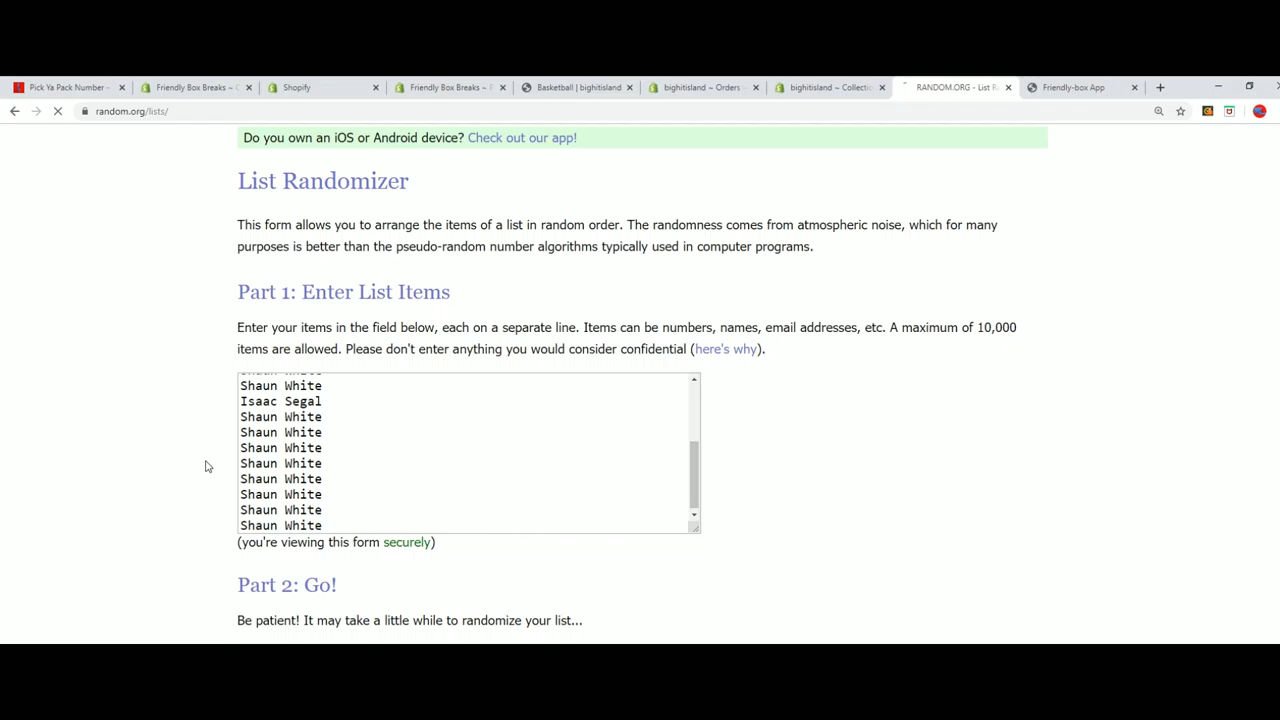 Pick Ya Pack Number -
Friendly Box Breaks ~ C
Shopify
Friendly Box Breaks ~ F
Basketball | bighitisland
bighitisland ~ Orders ~
bighitisland ~ Collectio
RANDOM.ORG - List R
Friendly-box App
random.org/lists/
Do you own an iOS or Android device? Check out our app!
List Randomizer
This form allows you to arrange the items of a list in random order. The randomness comes from atmospheric noise, which for many
purposes is better than the pseudo-random number algorithms typically used in computer programs.
Part 1: Enter List Items
Enter your items in the field below, each on a separate line. Items can be numbers, names, email addresses, etc. A maximum of 10,000
items are allowed. Please don't enter anything you would consider confidential (here's why).
Shaun White
Isaac Segal
Shaun White
Shaun White
Shaun White
Shaun White
Shaun White
Shaun White
Shaun White
Shaun White
(you're viewing this form securely)
Part 2: Go!
Be patient! It may take a little while to randomize your list...